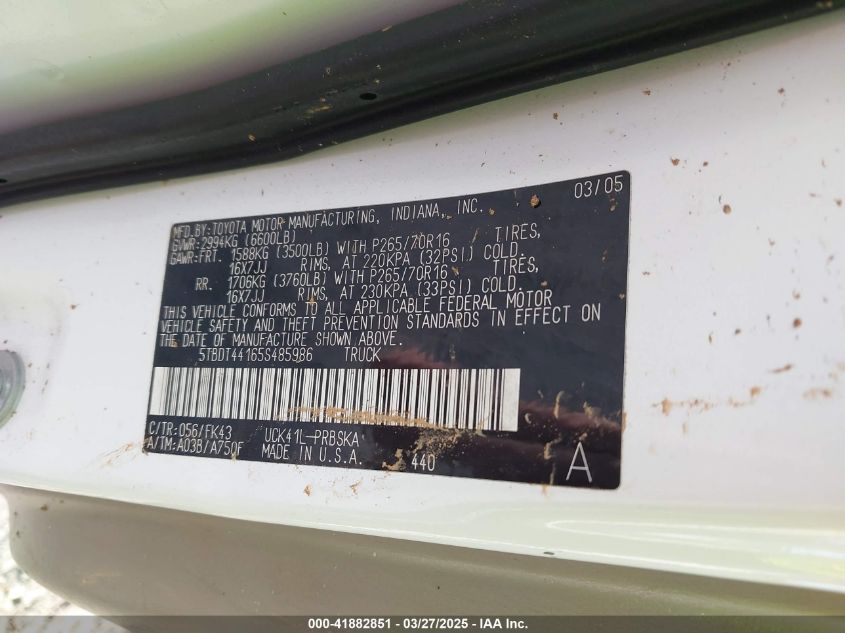 03/05
MFD.BY:TOYOTA MOTOR MANUFACTURING, INDIANA, INC.
GVWR:2994KG (6600LB)
GAWR:FRT. 1588KG (3500LB) WITH P265/70R16 TIRES,
16X7JJ RIMS, AT 220KPA (32PSI) COLD.
RR. 1706KG (3760LB) WITH P265/70R16 TIRES,
16X7JJ RIMS, AT 230KPA (33PSI) COLD.
THIS VEHICLE CONFORMS TO ALL APPLICABLE FEDERAL MOTOR
VEHICLE SAFETY AND THEFT PREVENTION STANDARDS IN EFFECT ON
THE DATE OF MANUFACTURE SHOWN ABOVE.
5TBDT44165S485986 TRUCK
C/TR:056/FK43 UCK41L-PRBSKA
A/TM:A03B/A750F MADE IN U.S.A. 440
A
000-41882851 - 03/27/2025 - IAA Inc.